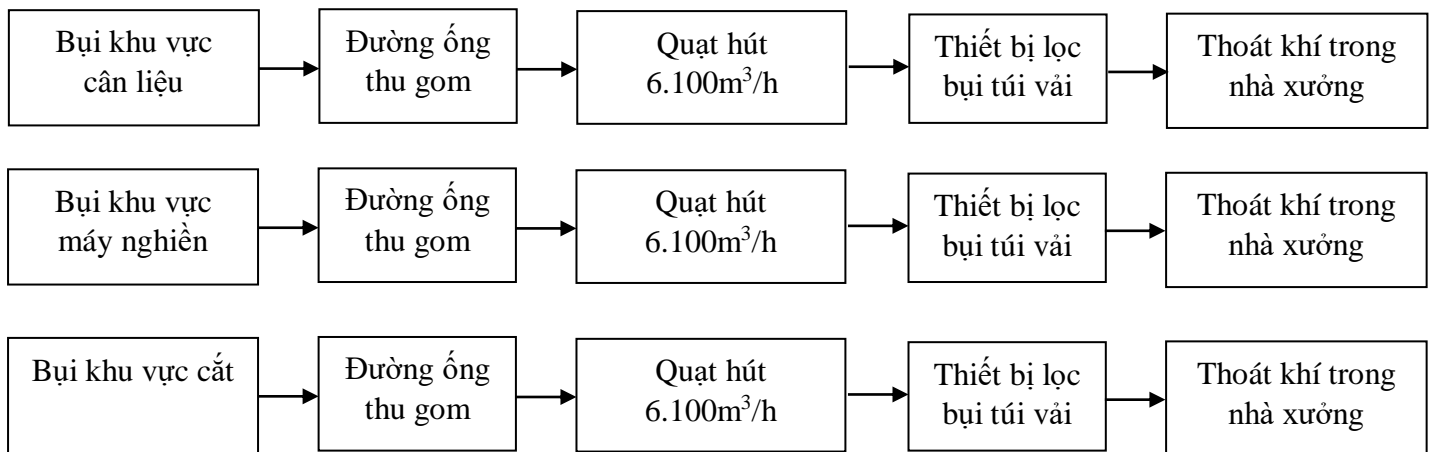 Bụi khu vực
cân liệu
Đường ống
thu gom
Quạt hút
6.100m³/h
Thiết bị lọc
bụi túi vải
Thoát khí trong
nhà xưởng
Bụi khu vực
máy nghiền
Đường ống
thu gom
Quạt hút
6.100m³/h
Thiết bị lọc
bụi túi vải
Thoát khí trong
nhà xưởng
Bụi khu vực cắt
Đường ống
thu gom
Quạt hút
6.100m³/h
Thiết bị lọc
bụi túi vải
Thoát khí trong
nhà xưởng